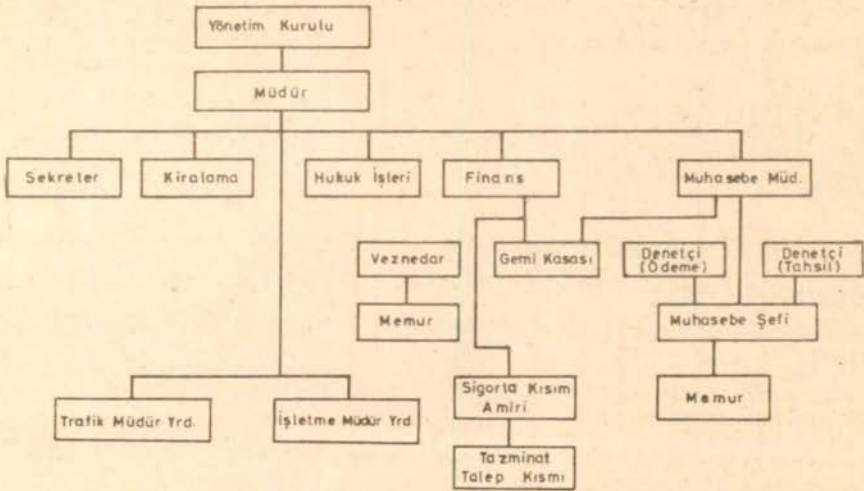 Yönetim Kurulu
Müdür
Sekreter
Kiralama
Hukuk İşleri
Finans
Muhasebe Müd.
Veznedar
Gemi Kasası
Denetçi
(Ödeme)
Denetçi
(Tahsil)
Memur
Muhasebe Şefi
Trafik Müdür Yrd.
İşletme Müdür Yrd
Sigorta Kısım
Amiri
Memur
Tazminat
Talep Kısmı